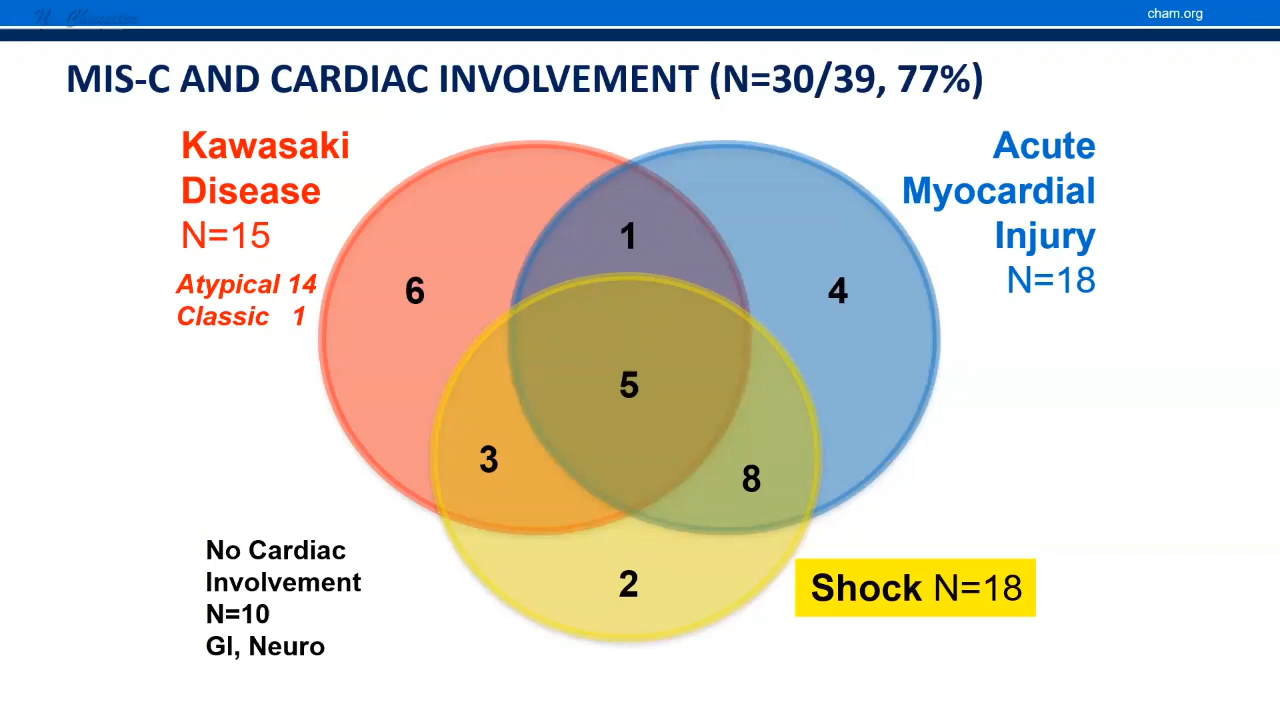 cham.org
MIS-C AND CARDIAC INVOLVEMENT (N=30/39, 77%)
Kawasaki
Disease
N=15
Atypical 14
Classic 1
Acute
Myocardial
Injury
N=18
1
6
4
5
3
8
2
No Cardiac
Involvement
N=10
GI, Neuro
Shock N=18